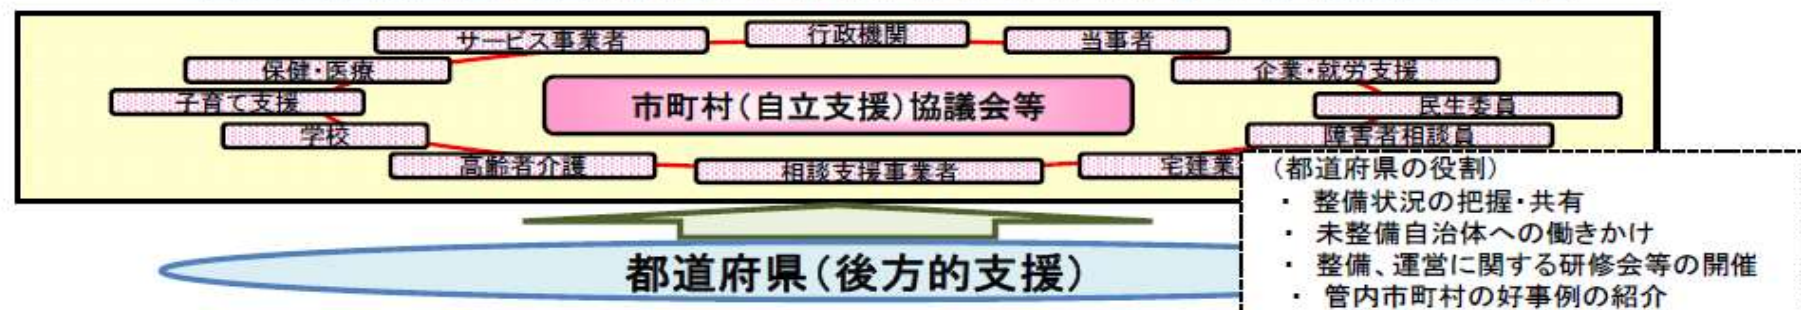 行政機関
サービス事業者
当事者
保健・医療
企業・就労支援
子育て支援
市町村（自立支援）協議会等
民生委員
学校
障害者相談員
高齢者介護
相談支援事業者
宅建業
（都道府県の役割）
・ 整備状況の把握・共有
・ 未整備自治体への働きかけ
・ 整備、運営に関する研修会等の開催
・ 管内市町村の好事例の紹介
都道府県（後方的支援）